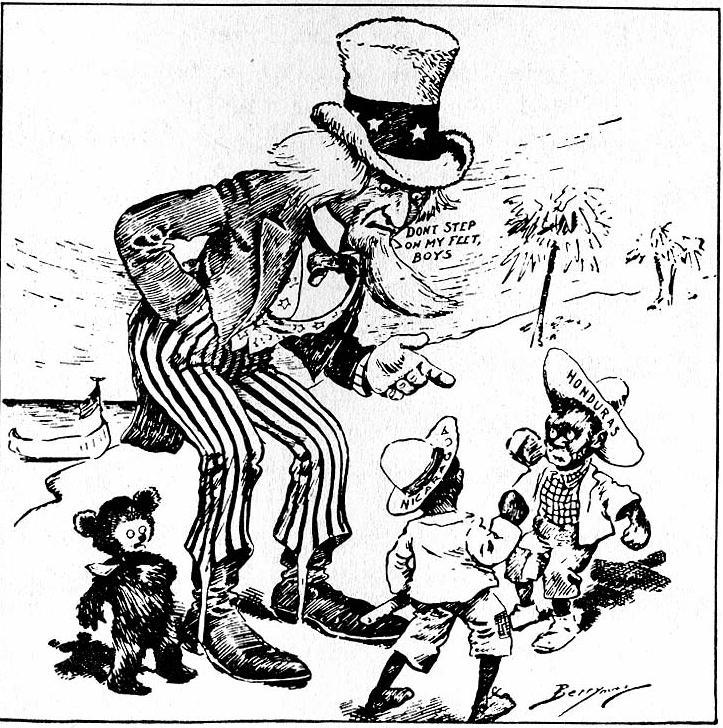 DONT STEP
ON MY FEET,
BOYS
HONDURAS
NICARAGUA
Berryman